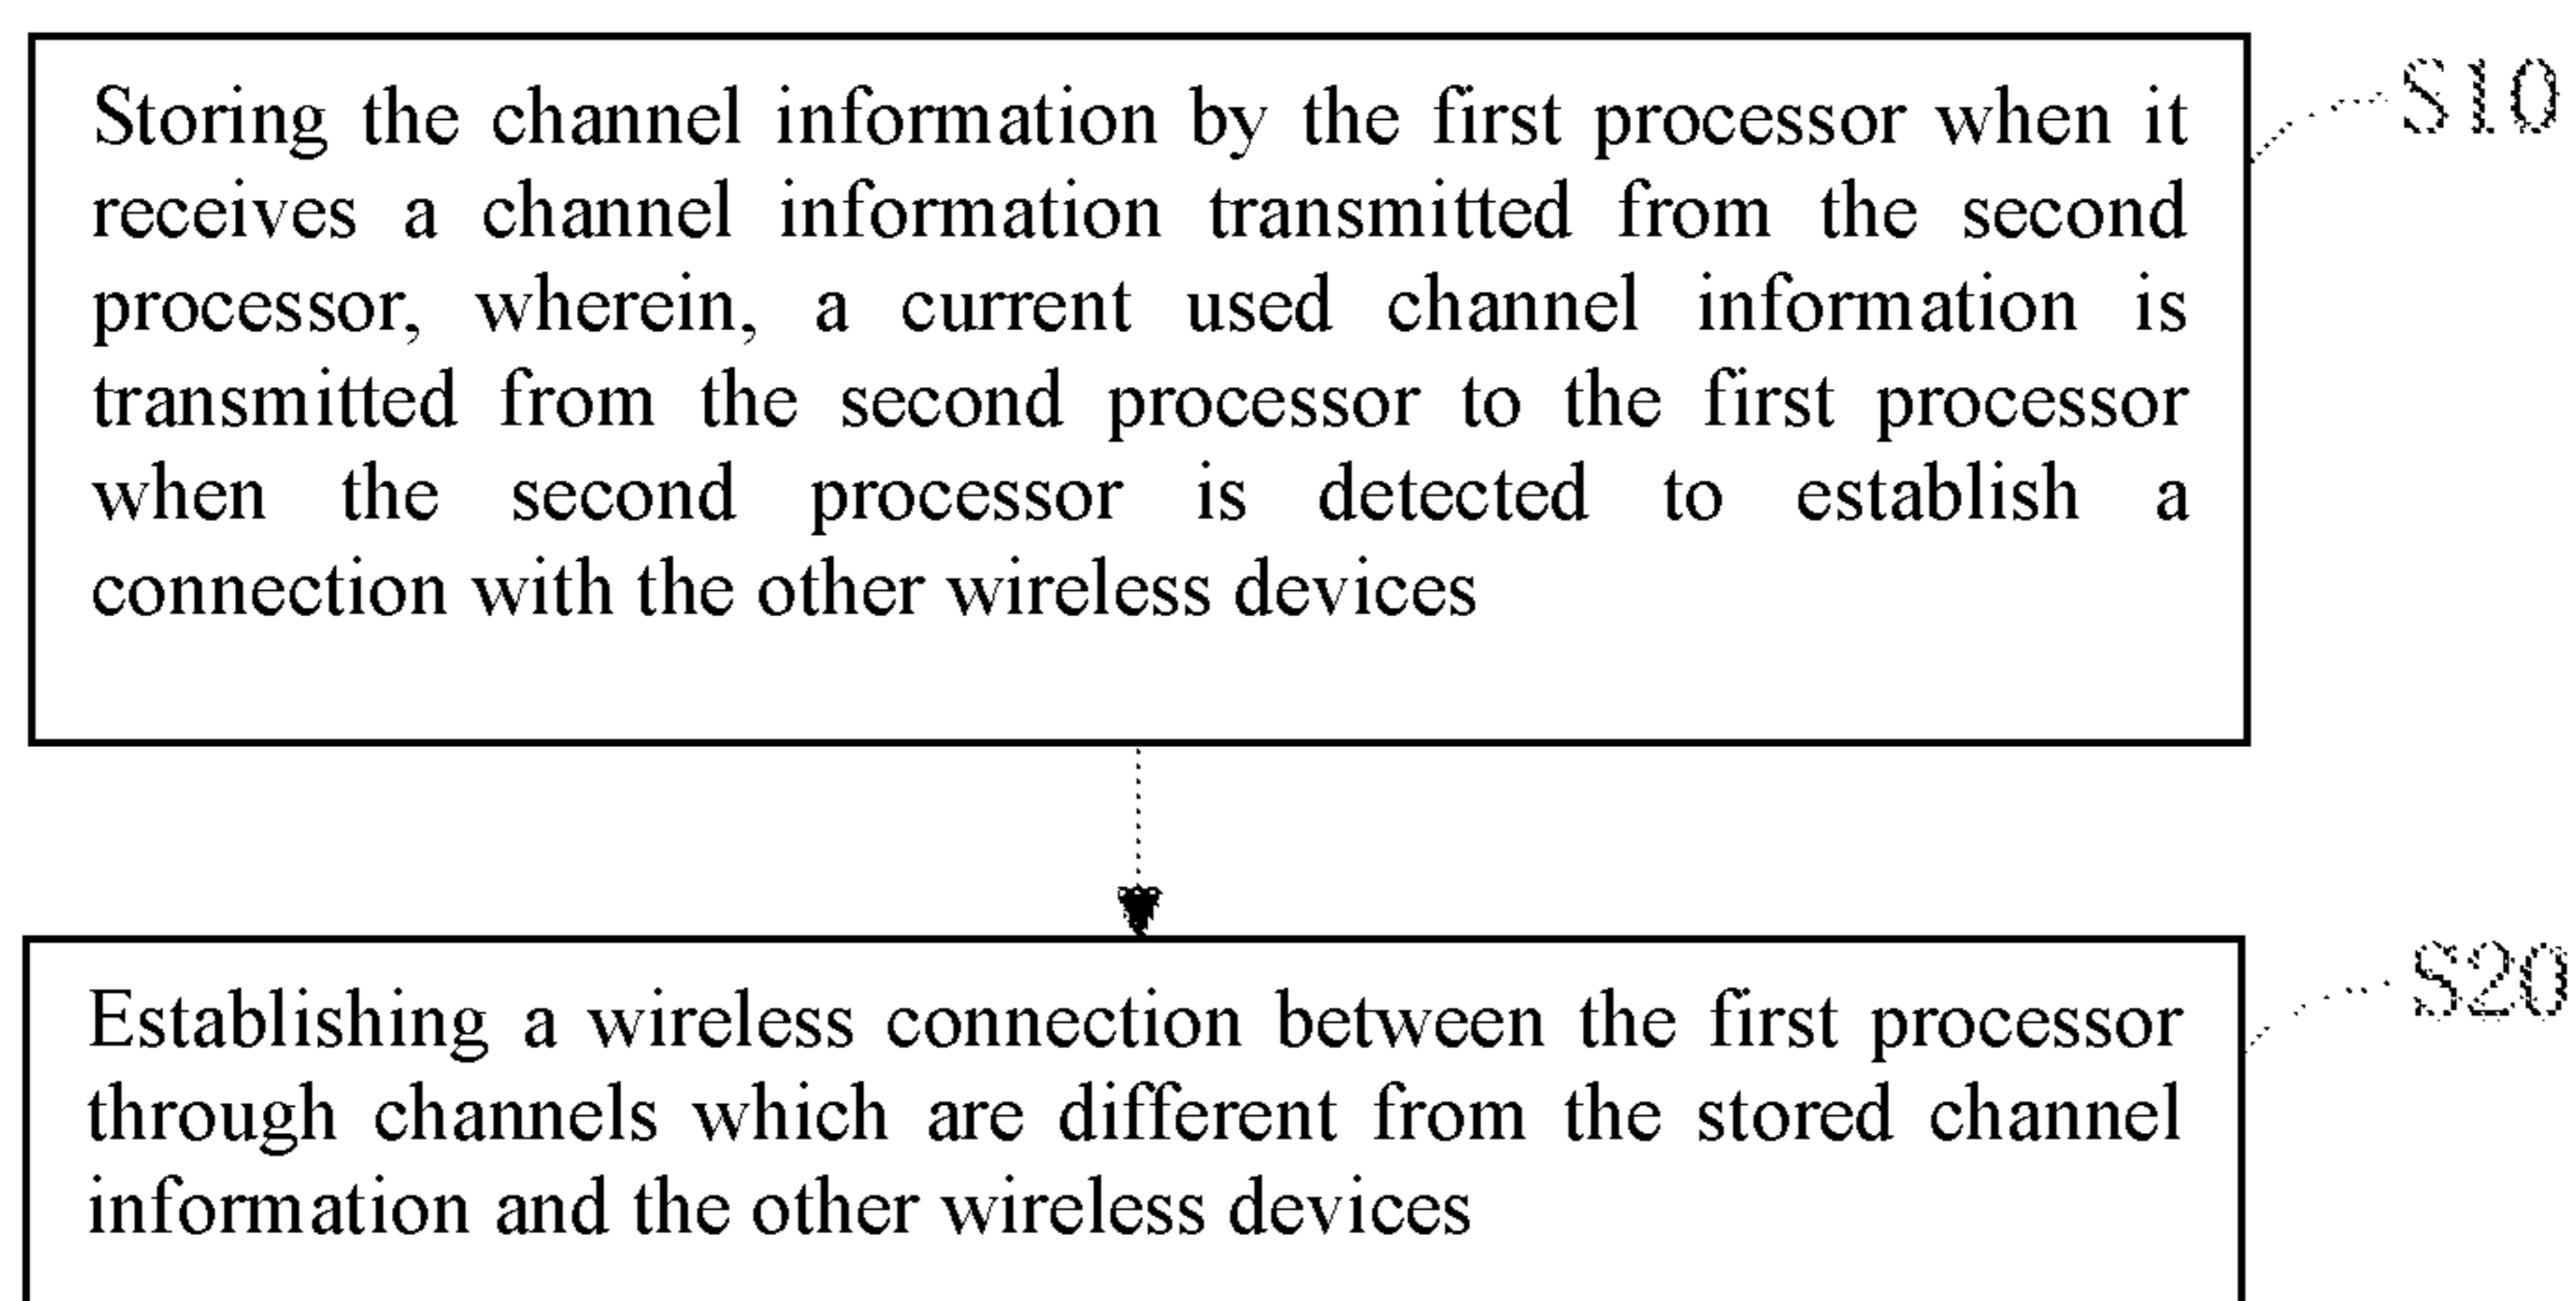 Storing the channel information by the first processor when it
receives a channel information transmitted from the second
processor, wherein, a current used channel information is
transmitted from the second processor to the first processor
when the second processor is detected to establish a
connection with the other wireless devices
S10
Establishing a wireless connection between the first processor
through channels which are different from the stored channel
information and the other wireless devices
S20